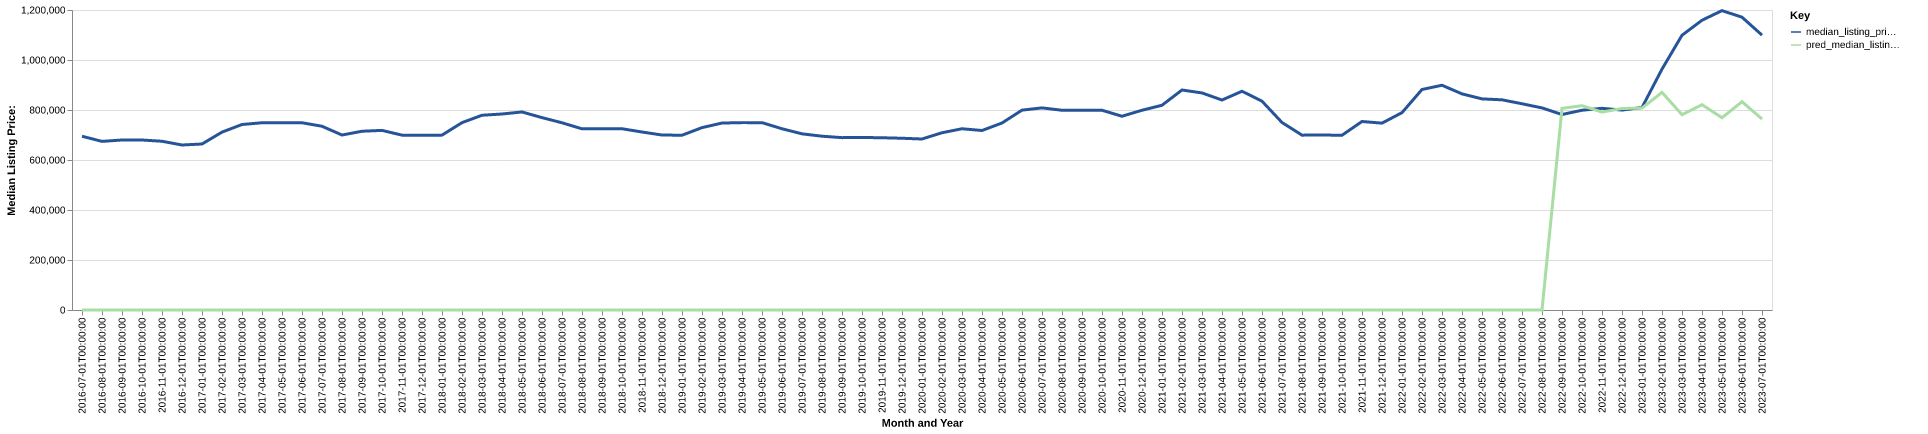 Key
median_listing_pri…
pred_median_listin…
Median Listing Price:
1,200,000
1,000,000
800,000
600,000
400,000
200,000
0
2016-07-01T00:00:00
2016-08-01T00:00:00
2016-09-01T00:00:00
2016-10-01T00:00:00
2016-11-01T00:00:00
2016-12-01T00:00:00
2017-01-01T00:00:00
2017-02-01T00:00:00
2017-03-01T00:00:00
2017-04-01T00:00:00
2017-05-01T00:00:00
2017-06-01T00:00:00
2017-07-01T00:00:00
2017-08-01T00:00:00
2017-09-01T00:00:00
2017-10-01T00:00:00
2017-11-01T00:00:00
2017-12-01T00:00:00
2018-01-01T00:00:00
2018-02-01T00:00:00
2018-03-01T00:00:00
2018-04-01T00:00:00
2018-05-01T00:00:00
2018-06-01T00:00:00
2018-07-01T00:00:00
2018-08-01T00:00:00
2018-09-01T00:00:00
2018-10-01T00:00:00
2018-11-01T00:00:00
2018-12-01T00:00:00
2019-01-01T00:00:00
2019-02-01T00:00:00
2019-03-01T00:00:00
2019-04-01T00:00:00
2019-05-01T00:00:00
2019-06-01T00:00:00
2019-07-01T00:00:00
2019-08-01T00:00:00
2019-09-01T00:00:00
2019-10-01T00:00:00
2019-11-01T00:00:00
2019-12-01T00:00:00
2020-01-01T00:00:00
2020-02-01T00:00:00
2020-03-01T00:00:00
2020-04-01T00:00:00
2020-05-01T00:00:00
2020-06-01T00:00:00
2020-07-01T00:00:00
2020-08-01T00:00:00
2020-09-01T00:00:00
2020-10-01T00:00:00
2020-11-01T00:00:00
2020-12-01T00:00:00
2021-01-01T00:00:00
2021-02-01T00:00:00
2021-03-01T00:00:00
2021-04-01T00:00:00
2021-05-01T00:00:00
2021-06-01T00:00:00
2021-07-01T00:00:00
2021-08-01T00:00:00
2021-09-01T00:00:00
2021-10-01T00:00:00
2021-11-01T00:00:00
2021-12-01T00:00:00
2022-01-01T00:00:00
2022-02-01T00:00:00
2022-03-01T00:00:00
2022-04-01T00:00:00
2022-05-01T00:00:00
2022-06-01T00:00:00
2022-07-01T00:00:00
2022-08-01T00:00:00
2022-09-01T00:00:00
2022-10-01T00:00:00
2022-11-01T00:00:00
2022-12-01T00:00:00
2023-01-01T00:00:00
2023-02-01T00:00:00
2023-03-01T00:00:00
2023-04-01T00:00:00
2023-05-01T00:00:00
2023-06-01T00:00:00
2023-07-01T00:00:00
Month and Year